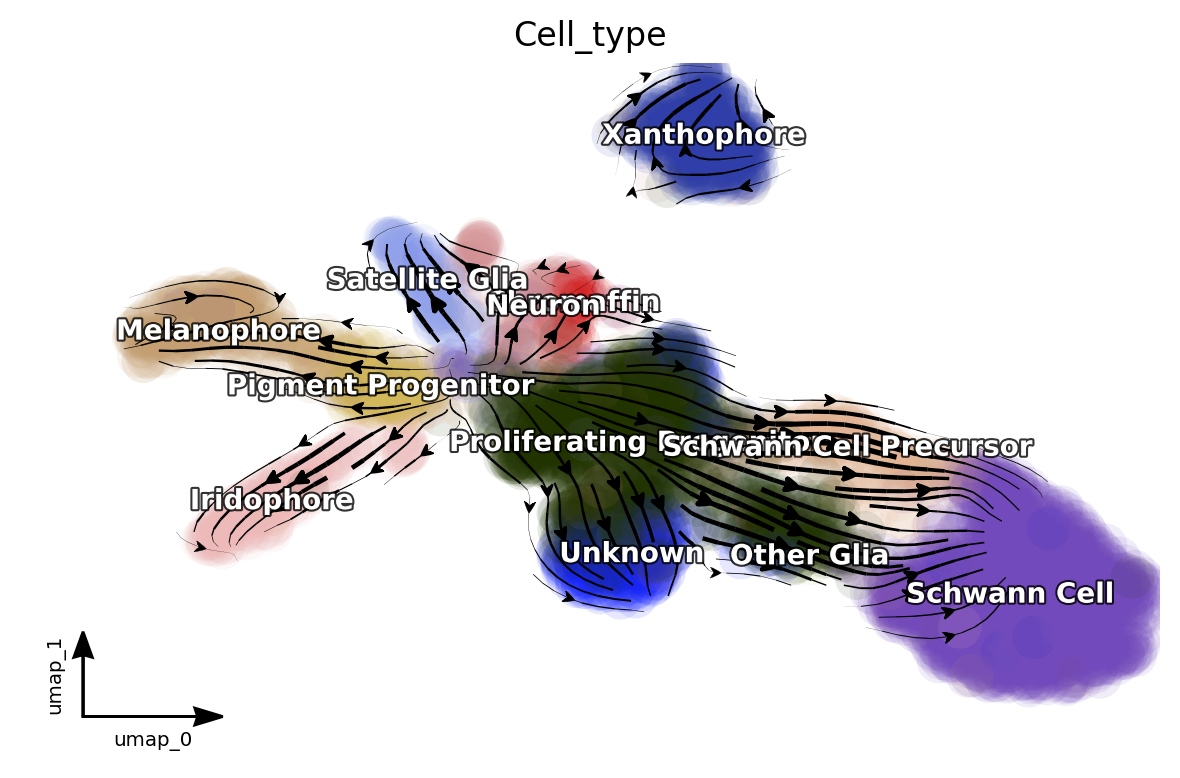 Cell_type
Xanthophore
Satellite Glia
Neuron
Melanophore
Pigment Progenitor
Proliferating Progenitor
Schwann Cell Precursor
Iridophore
Unknown
Other Glia
Schwann Cell
umap_1
umap_0